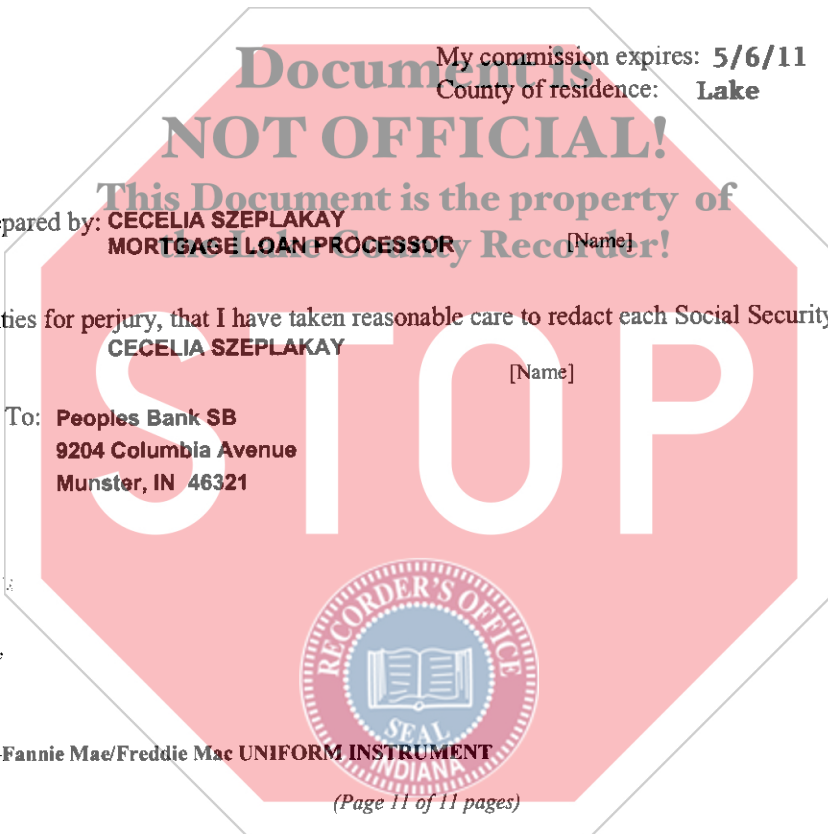 My commission expires: 5/6/11
Document is
County of residence: Lake
NOT OFFICIAL!
This Document is the property of
epared by: CECELIA SZEPLAKAY
MORTGAGE LOAN PROCESSOR [Name]
the Lake County Recorder!
ties for perjury, that I have taken reasonable care to redact each Social Security
CECELIA SZEPLAKAY
[Name]
STOP
To: Peoples Bank SB
9204 Columbia Avenue
Munster, IN 46321
RECORDER'S OFFICE
SEAL
INDIANA
-Fannie Mae/Freddie Mac UNIFORM INSTRUMENT
(Page 11 of 11 pages)